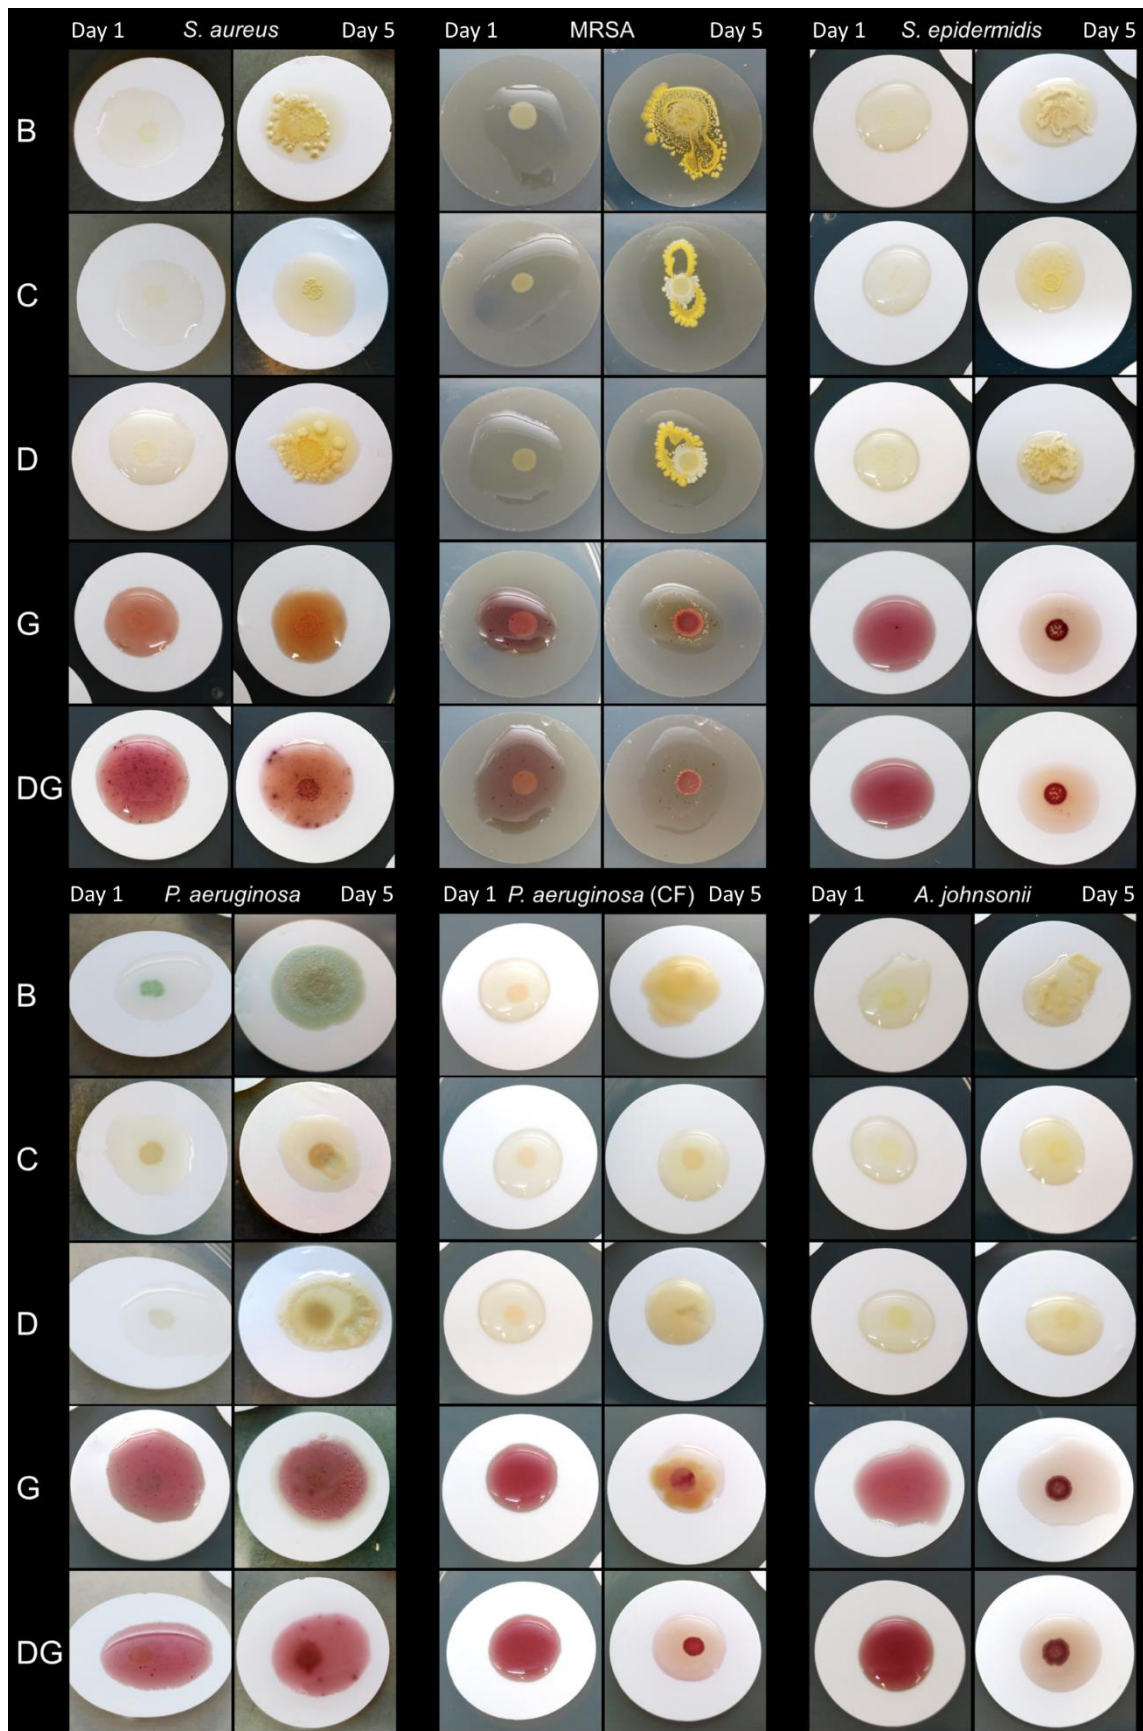 Day 1 S. aureus Day 5 Day 1 MRSA Day 5 Day 1 S. epidermidis Day 5
B
C
D
G
DG
Day 1 P. aeruginosa Day 5 Day 1 P. aeruginosa (CF) Day 5 Day 1 A. johnsonii Day 5
B
C
D
G
DG